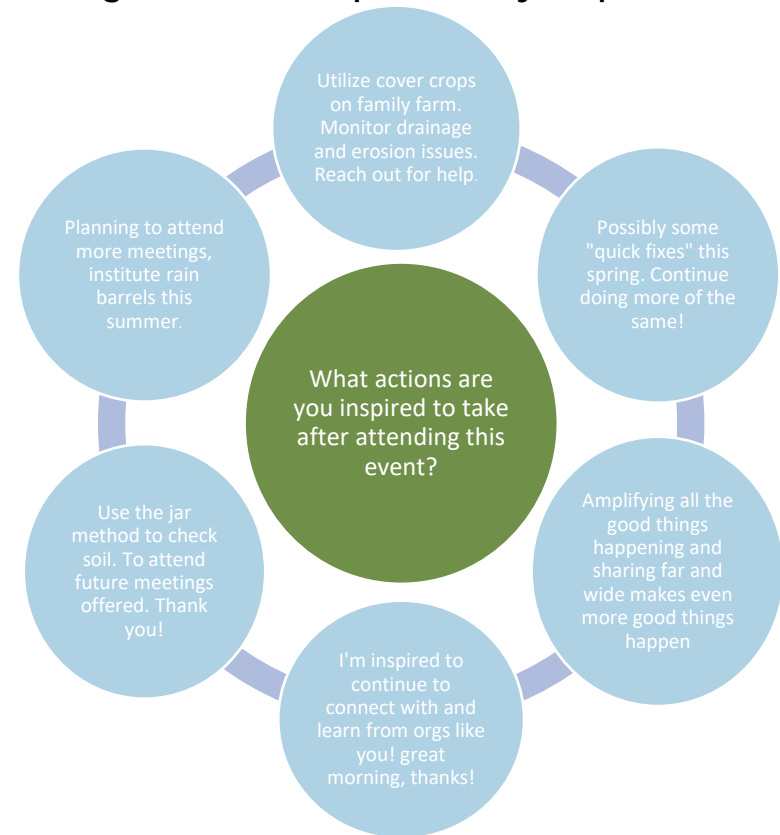 Utilize cover crops
on family farm.
Monitor drainage
and erosion issues.
Reach out for help.
Possibly some
"quick fixes" this
spring. Continue
doing more of the
same!
Amplifying all the
good things
happening and
sharing far and
wide makes even
more good things
happen
I'm inspired to
continue to
connect with and
learn from orgs like
you! great
morning, thanks!
Use the jar
method to check
soil. To attend
future meetings
offered. Thank
you!
Planning to attend
more meetings,
institute rain
barrels this
summer.
What actions are
you inspired to take
after attending this
event?